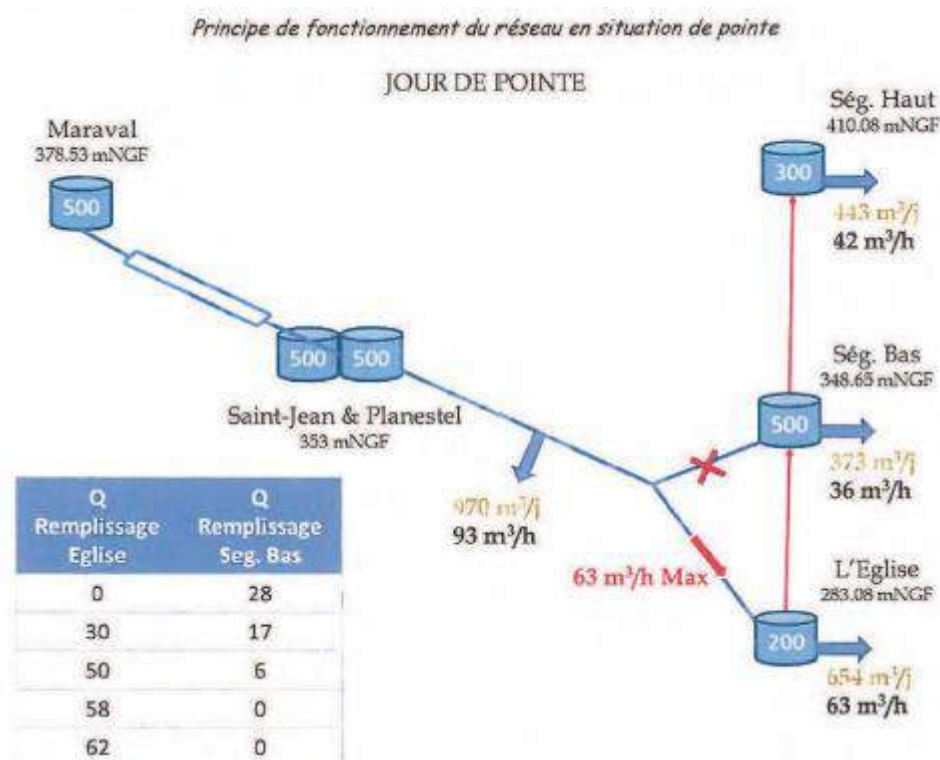 Principe de fonctionnement du réseau en situation de pointe
JOUR DE POINTE
Maraval
378.53 mNGF
500
Ség. Haut
410.08 mNGF
300
443 m³/j
42 m³/h
500
500
Saint-Jean & Planestel
353 mNGF
Ség. Bas
348.65 mNGF
500
373 m³/j
36 m³/h
970 m³/j
93 m³/h
63 m³/h Max
L'Eglise
283.08 mNGF
200
654 m³/j
63 m³/h
Q Remplissage Eglise
Q Remplissage Seg. Bas
0 28
30 17
50 6
58 0
62 0